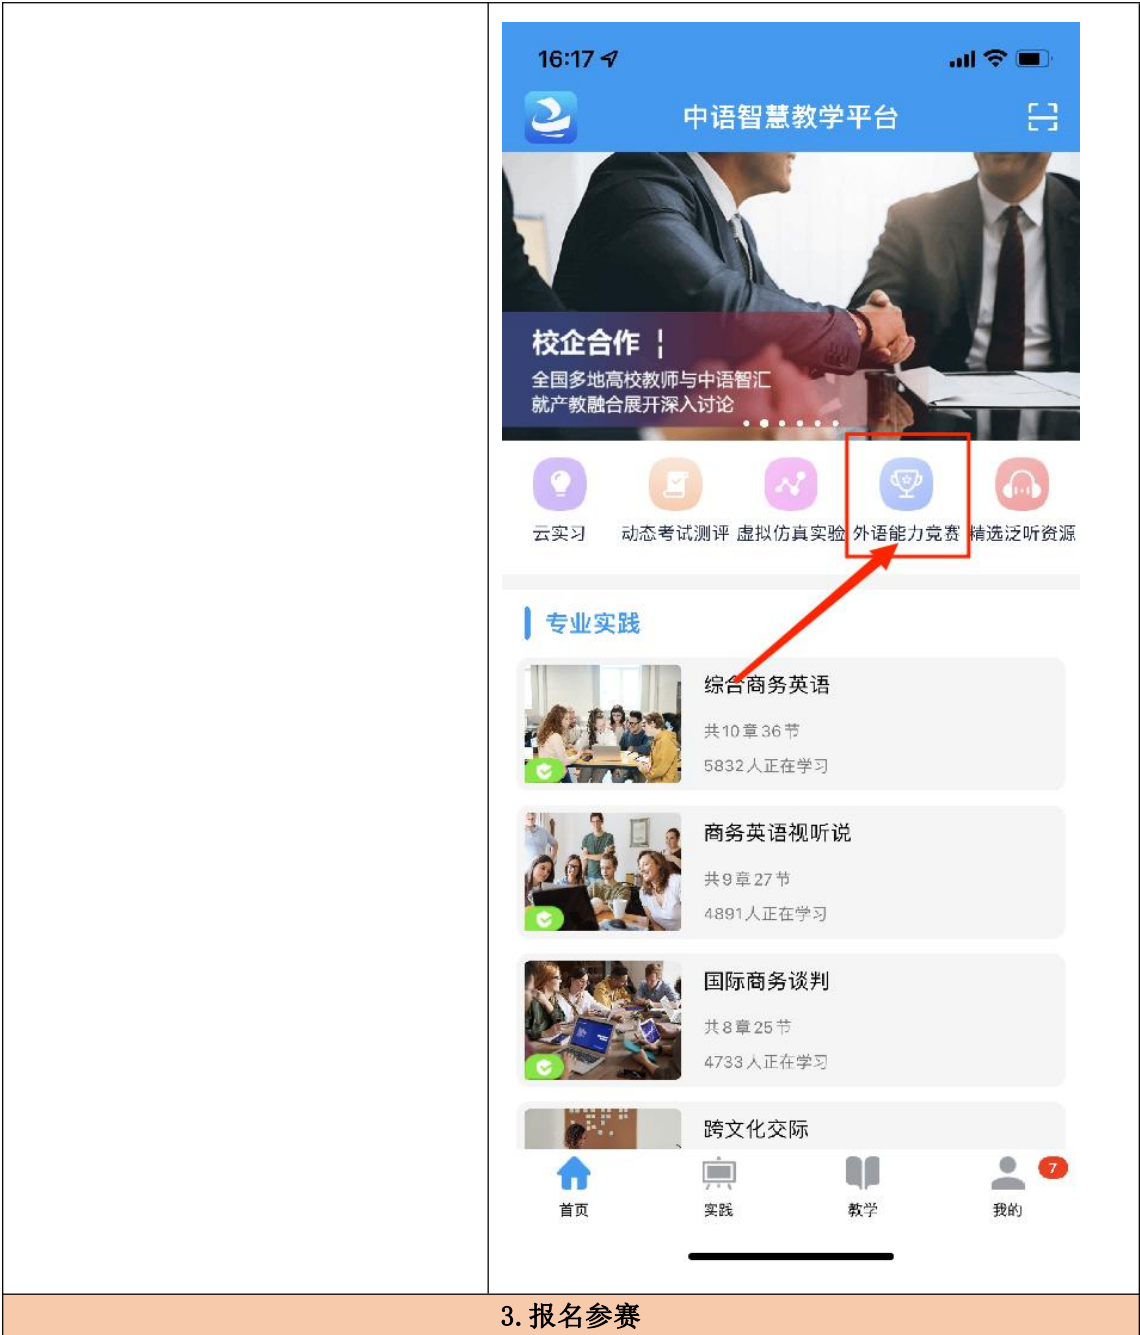 16:17
中语智慧教学平台
校企合作
全国多地高校教师与中语智汇
就产教融合展开深入讨论
云实习 动态考试测评 虚拟仿真实验 外语能力竞赛 精选泛听资源
专业实践
综合商务英语
共10章36节
5832人正在学习
商务英语视听说
共9章27节
4891人正在学习
国际商务谈判
共8章25节
4733人正在学习
跨文化交际
7
首页 实践 教学 我的
3.报名参赛